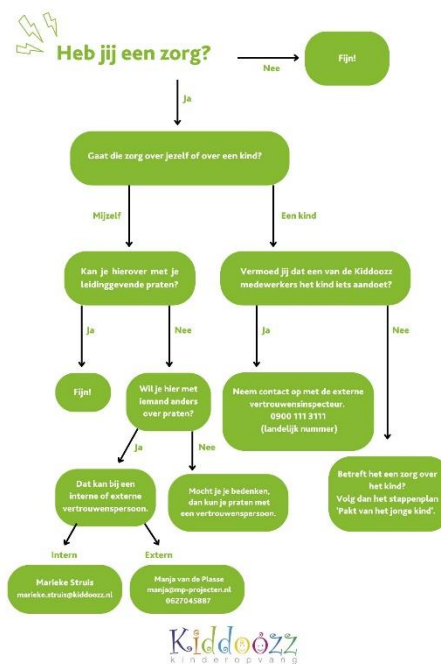 Heb jij een zorg?
Nee
Fijn!
Ja
Gaat die zorg over jezelf of over een kind?
Mijzelf
Een kind
Kan je hierover met je
leidinggevende praten?
Vermoed jij dat een van de Kiddoozz
medewerkers het kind iets aandoet?
Ja
Nee
Ja
Nee
Fijn!
Wil je hier met
iemand anders
over praten?
Neem contact op met de externe
vertrouwensinspecteur.
0900 111 3111
(landelijk nummer)
Ja
Nee
Dat kan bij een
interne of externe
vertrouwenspersoon.
Mocht je je bedenken,
dan kun je praten met
een vertrouwenspersoon.
Betreft het een zorg over
het kind?
Volg dan het stappenplan
'Pakt van het jonge kind'.
Intern
Extern
Marieke Struis
marieke.struis@kiddoozz.nl
Manja van de Plasse
manja@mp-projecten.nl
0627045887
Kiddoozz
kinderopvang